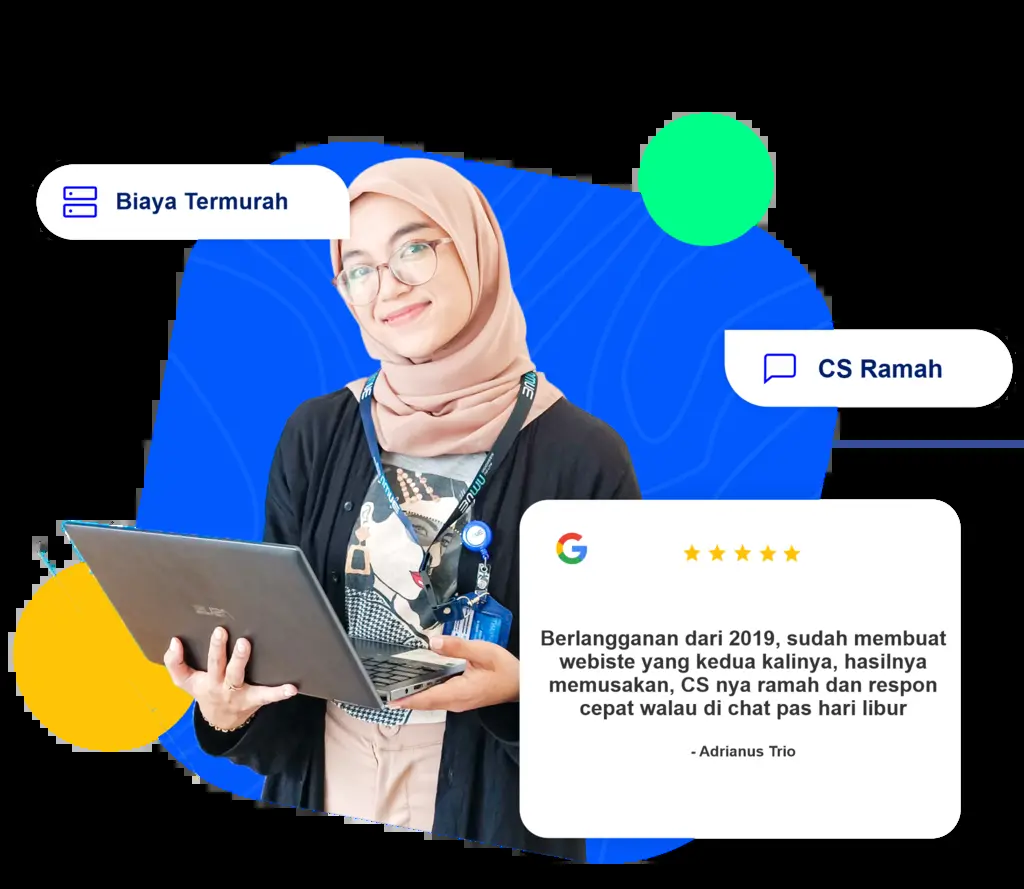 Biaya Termurah
CS Ramah
Berlangganan dari 2019, sudah membuat
webiste yang kedua kalinya, hasilnya
memusakan, CS nya ramah dan respon
cepat walau di chat pas hari libur
- Adrianus Trio